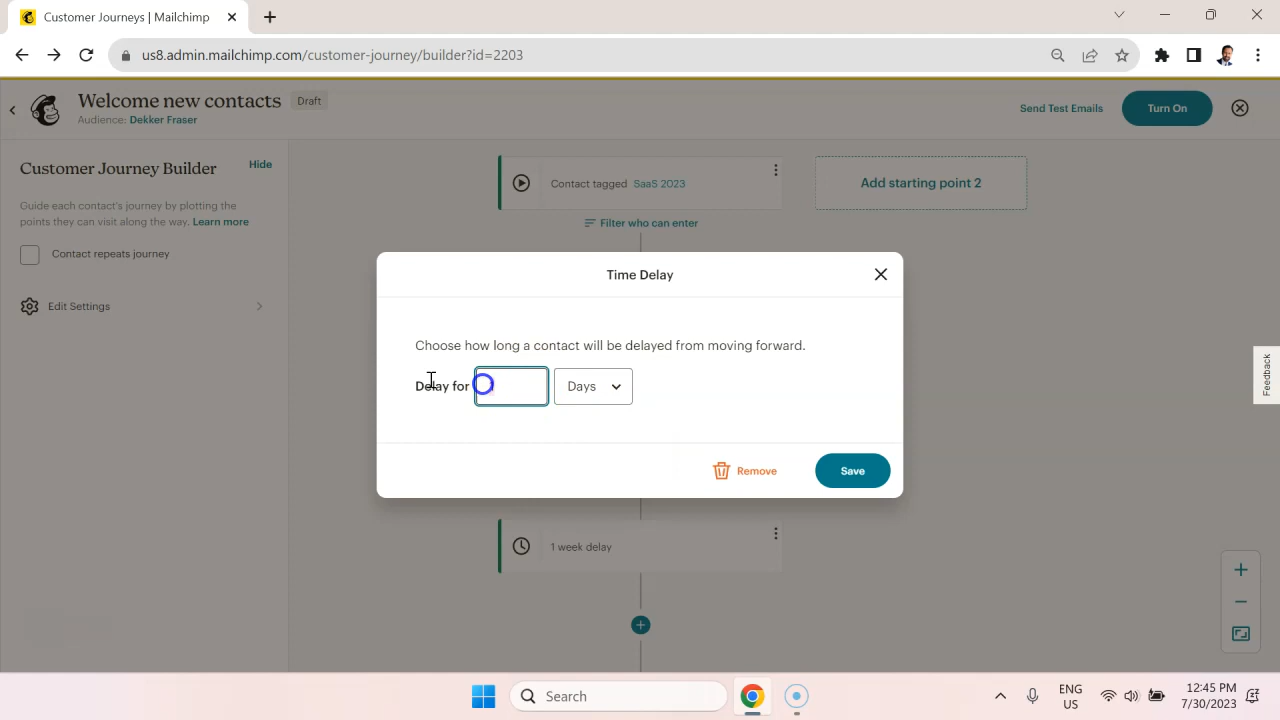 Customer Journeys | Mailchimp
us8.admin.mailchimp.com/customer-journey/builder?id=2203
Welcome new contacts Draft
Audience: Dekker Fraser
Send Test Emails
Turn On
Customer Journey Builder
Hide
Guide each contact's journey by plotting the
points they can visit along the way. Learn more
Contact repeats journey
Edit Settings
Contact tagged SaaS 2023
Add starting point 2
Filter who can enter
Time Delay
Choose how long a contact will be delayed from moving forward.
Delay for
Days
Remove
Save
1 week delay
Feedback
Search
ENG
US
12:45 PM
7/30/2023